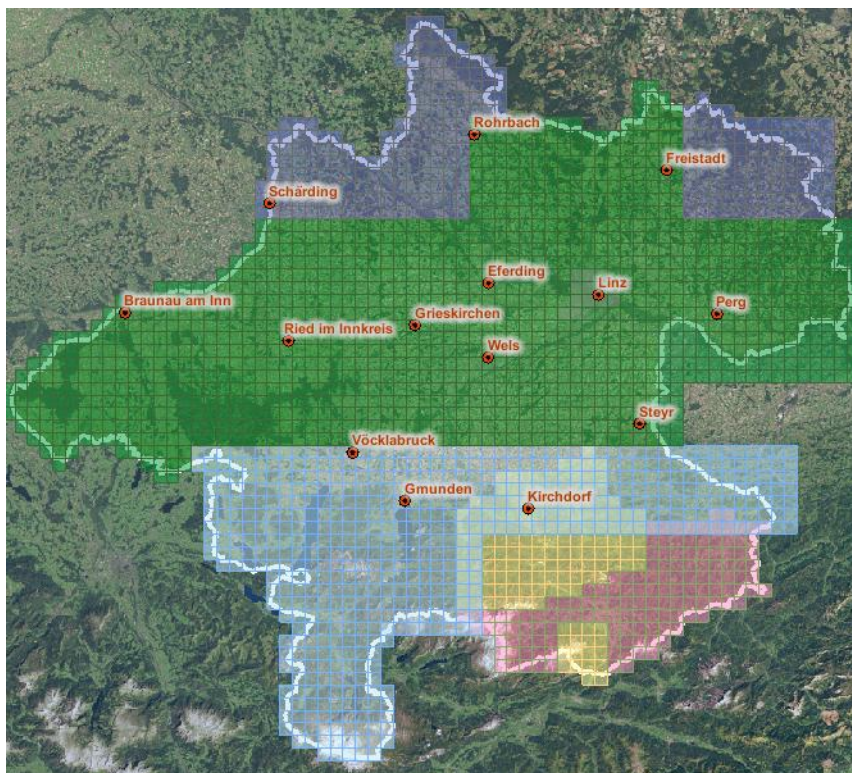 Rohrbach
Freistadt
Schärding
Eferding
Linz
Braunau am Inn
Perg
Grieskirchen
Ried im Innkreis
Wels
Steyr
Vöcklabruck
Gmunden
Kirchdorf